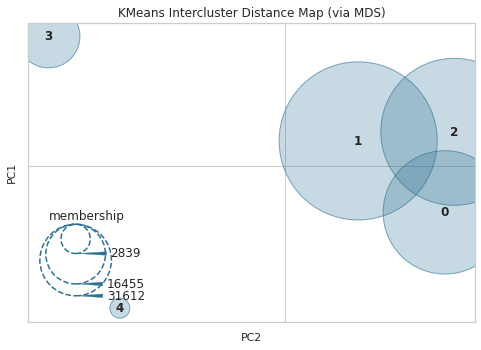 KMeans Intercluster Distance Map (via MDS)
3
1
2
PC1
0
membership
2839
16455
31612
4
PC2